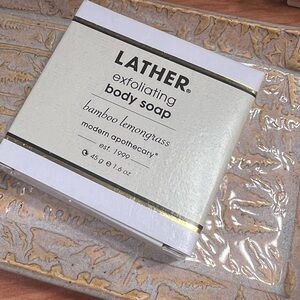 LATHER®
exfoliating
body soap
bamboo lemongrass
modern apothecary®
est. 1999
45 g ℮ 1.6 oz